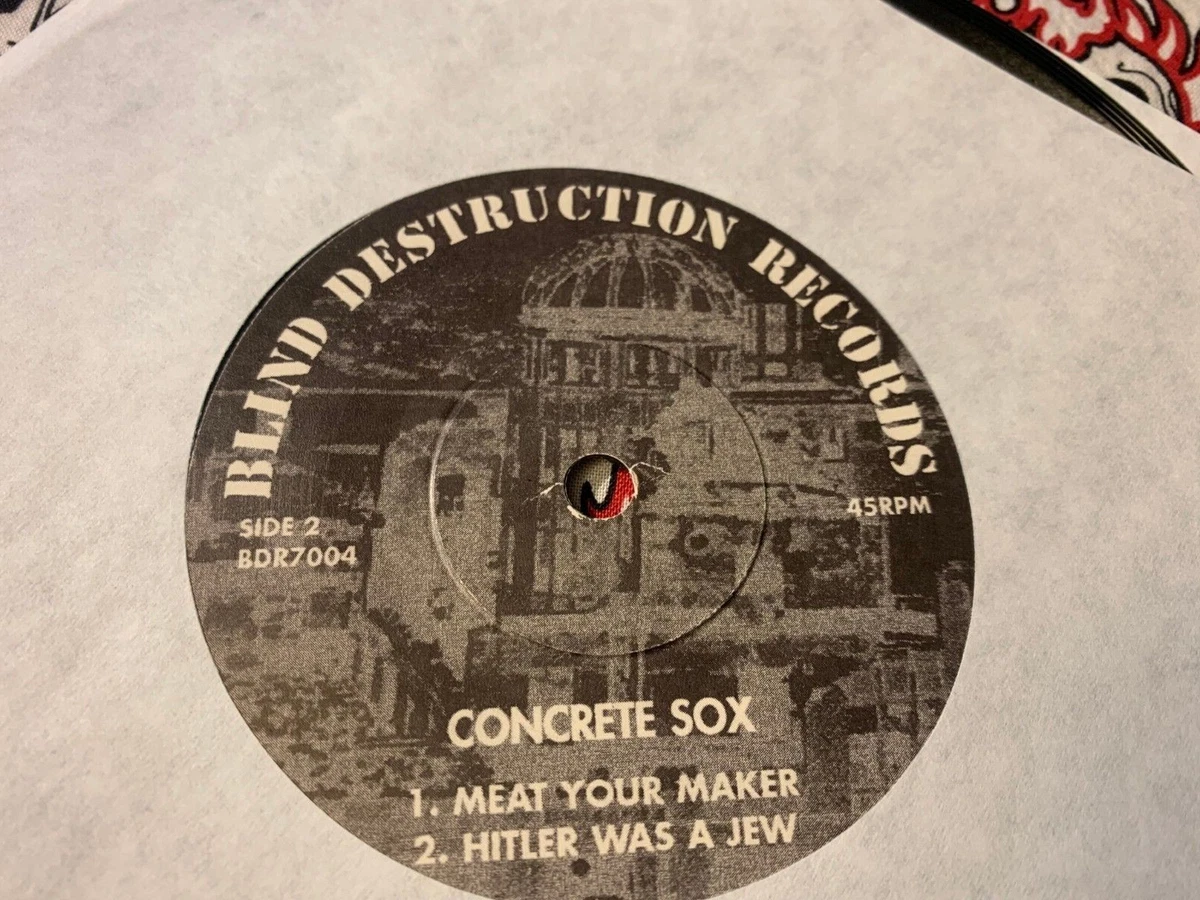 BLIND DESTRUCTION RECORDS
SIDE 2
BDR7004
45RPM
CONCRETE SOX
1. MEAT YOUR MAKER
2. HITLER WAS A JEW